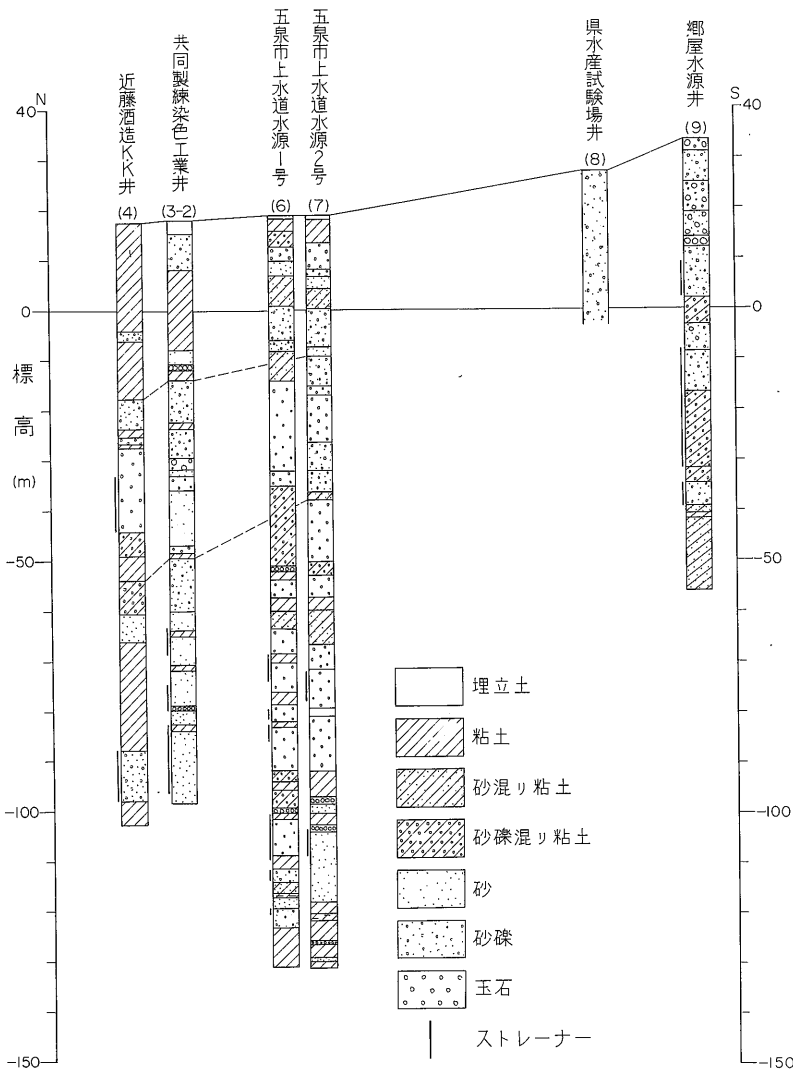 近藤酒造K.K井
共同製練染色工業井
五泉市上水道水源1号
五泉市上水道水源2号
県水産試験場井
郷屋水源井
N
S
40
40
(4)
(3-2)
(6)
(7)
(8)
(9)
0
0
標高
(m)
-50
-50
-100
-100
-150
-150
埋立土
粘土
砂混り粘土
砂礫混り粘土
砂
砂礫
玉石
ストレーナー